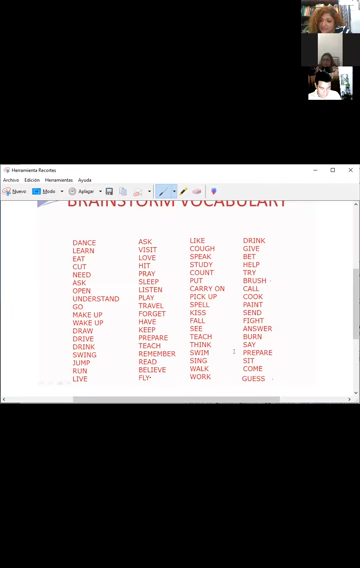 Herramienta Recortes
Archivo Edición Herramientas Ayuda
Nuevo Modo Aplazar
BRAINSTORM VOCABULARY
DANCE
LEARN
EAT
CUT
NEED
ASK
OPEN
UNDERSTAND
GO
MAKE UP
WAKE UP
DRAW
DRIVE
DRINK
SWING
JUMP
RUN
LIVE
ASK
VISIT
LOVE
HIT
PRAY
SLEEP
LISTEN
PLAY
TRAVEL
FORGET
HAVE
KEEP
PREPARE
TEACH
REMEMBER
READ
BELIEVE
FLY
LIKE
COUGH
SPEAK
STUDY
COUNT
PUT
CARRY ON
PICK UP
SPELL
KISS
FALL
SEE
TEACH
THINK
SWIM
SING
WALK
WORK
DRINK
GIVE
BET
HELP
TRY
BRUSH
CALL
COOK
PAINT
SEND
FIGHT
ANSWER
BURN
SAY
PREPARE
SIT
COME
GUESS